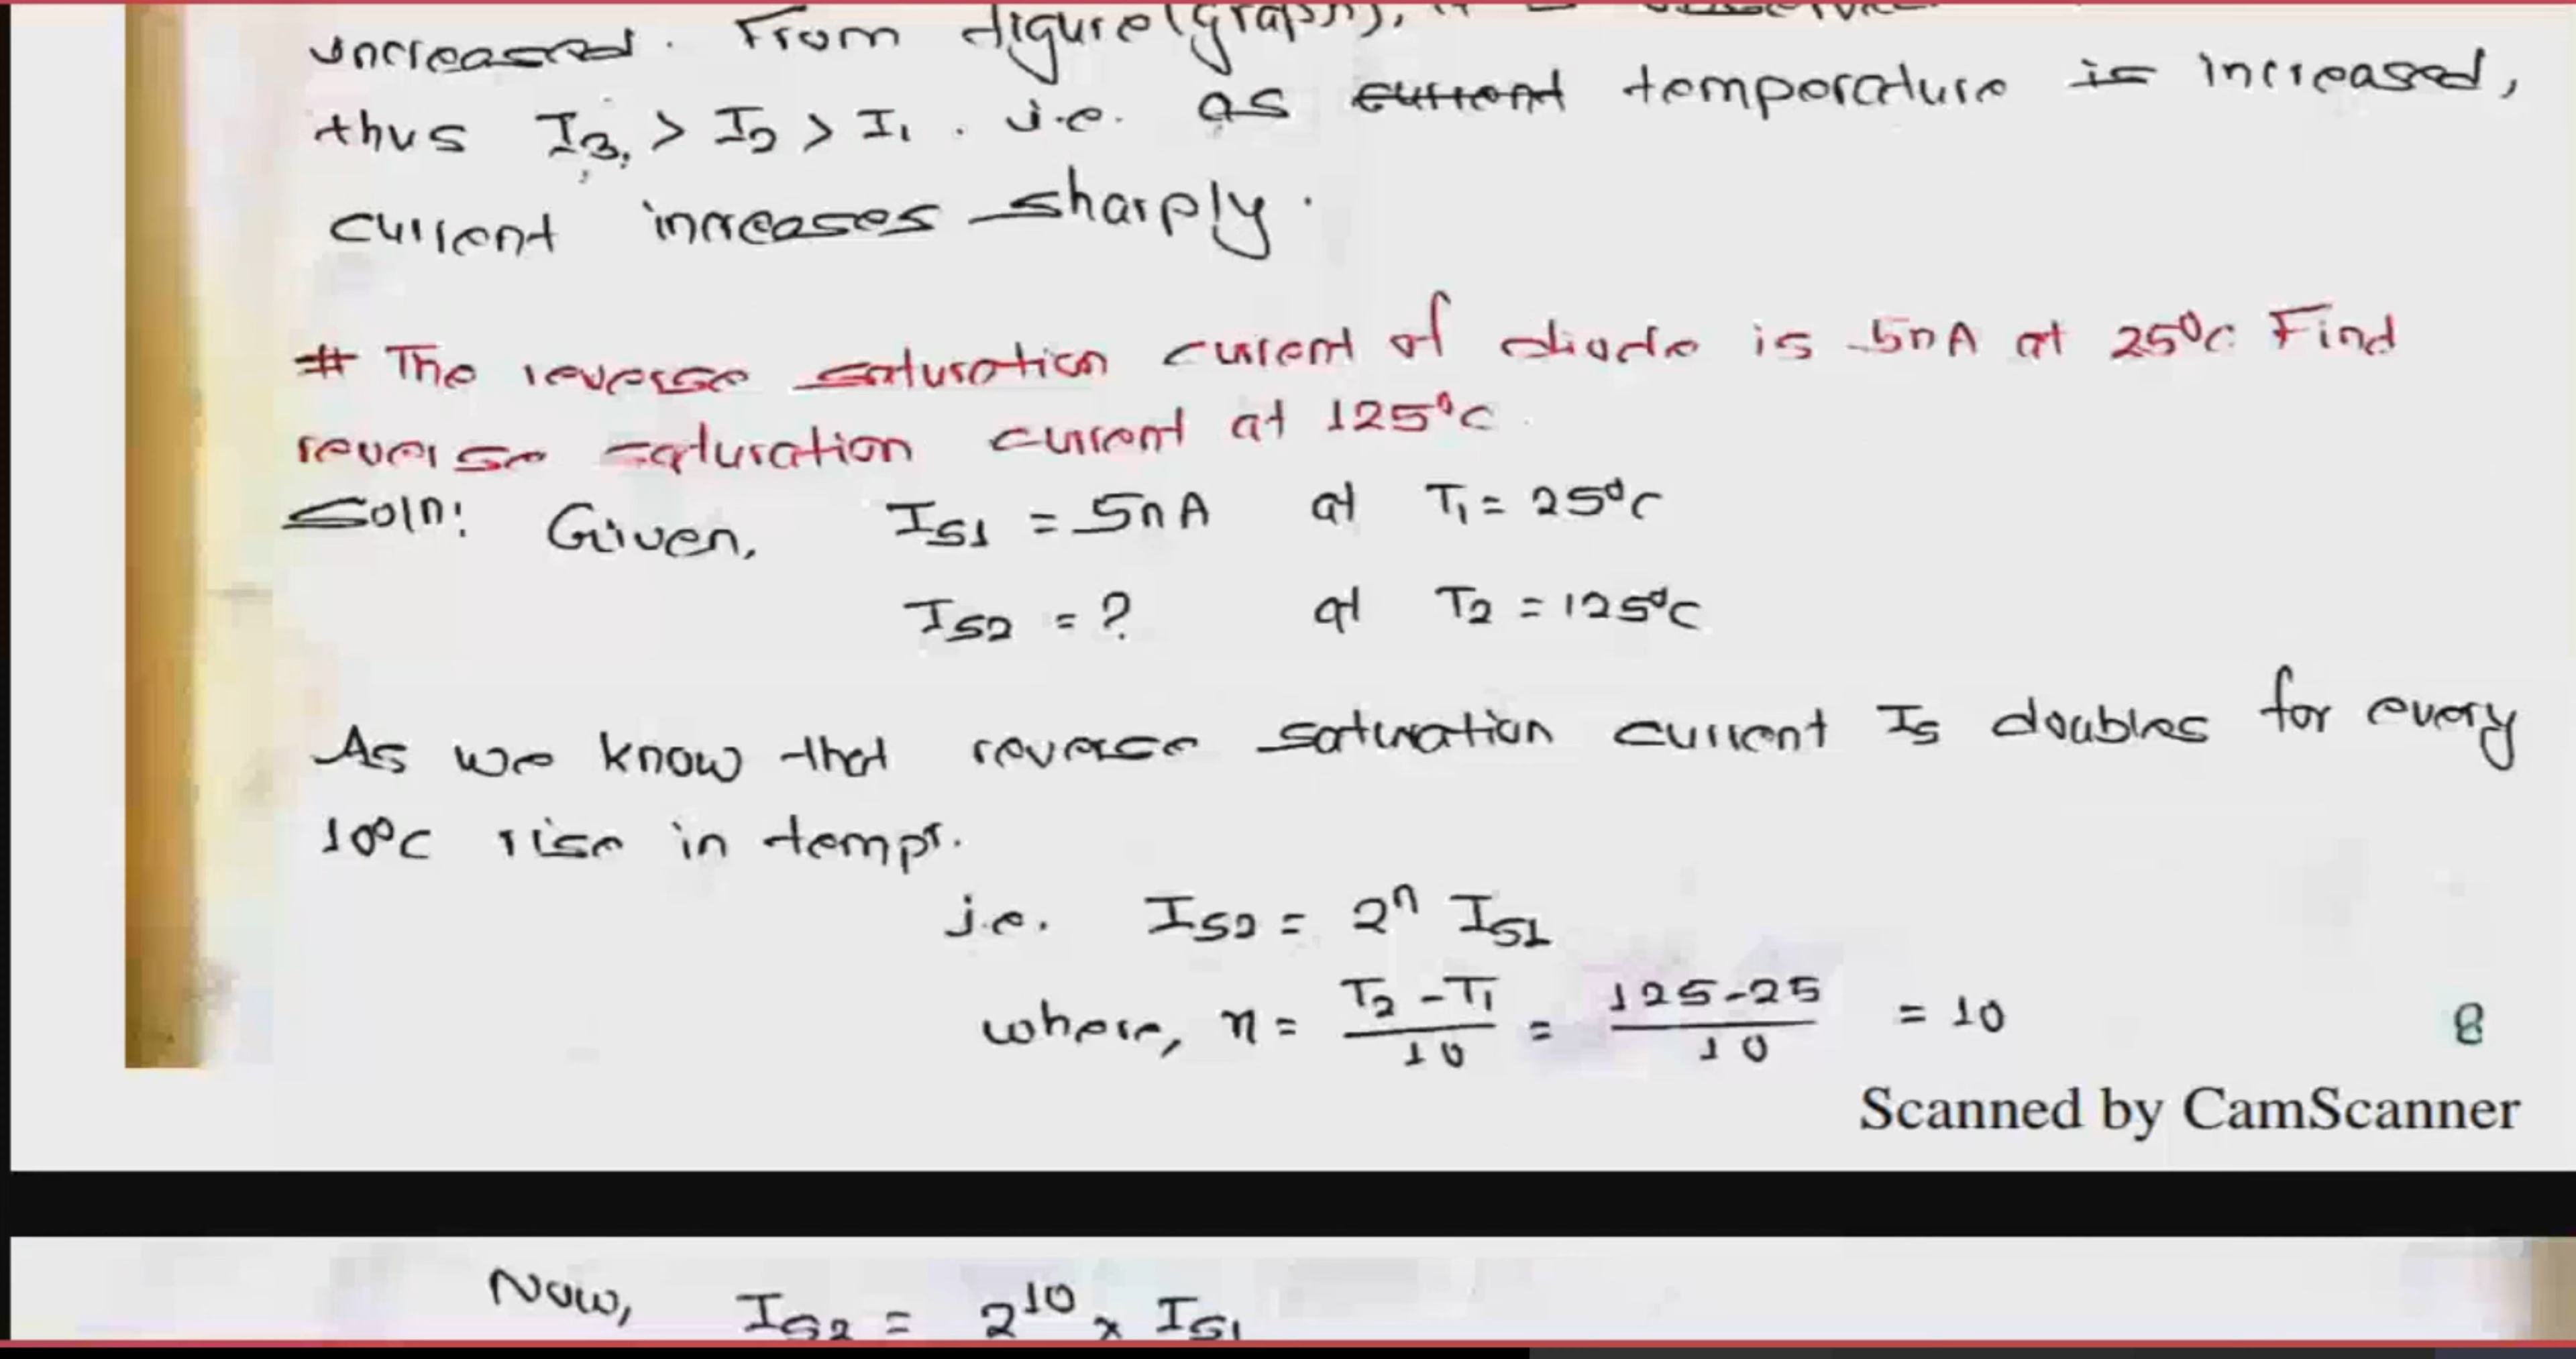 increased. From figure (graph), it is observed
thus I3, > I2 > I1 . i.e. as current temperature is increased,
current increases sharply.
# The reverse saturation current of diode is 5nA at 25°C Find
reverse saturation current at 125°C.
Soln: Given, IS1 = 5nA at T1 = 25°C
IS2 = ? at T2 = 125°C
As we know that reverse saturation current Is doubles for every
10°C rise in tempr.
i.e. IS2 = 2^n IS1
where, n = T2 - T1 / 10 = 125-25 / 10 = 10
8
Scanned by CamScanner
Now, IS2 = 2^10 x IS1